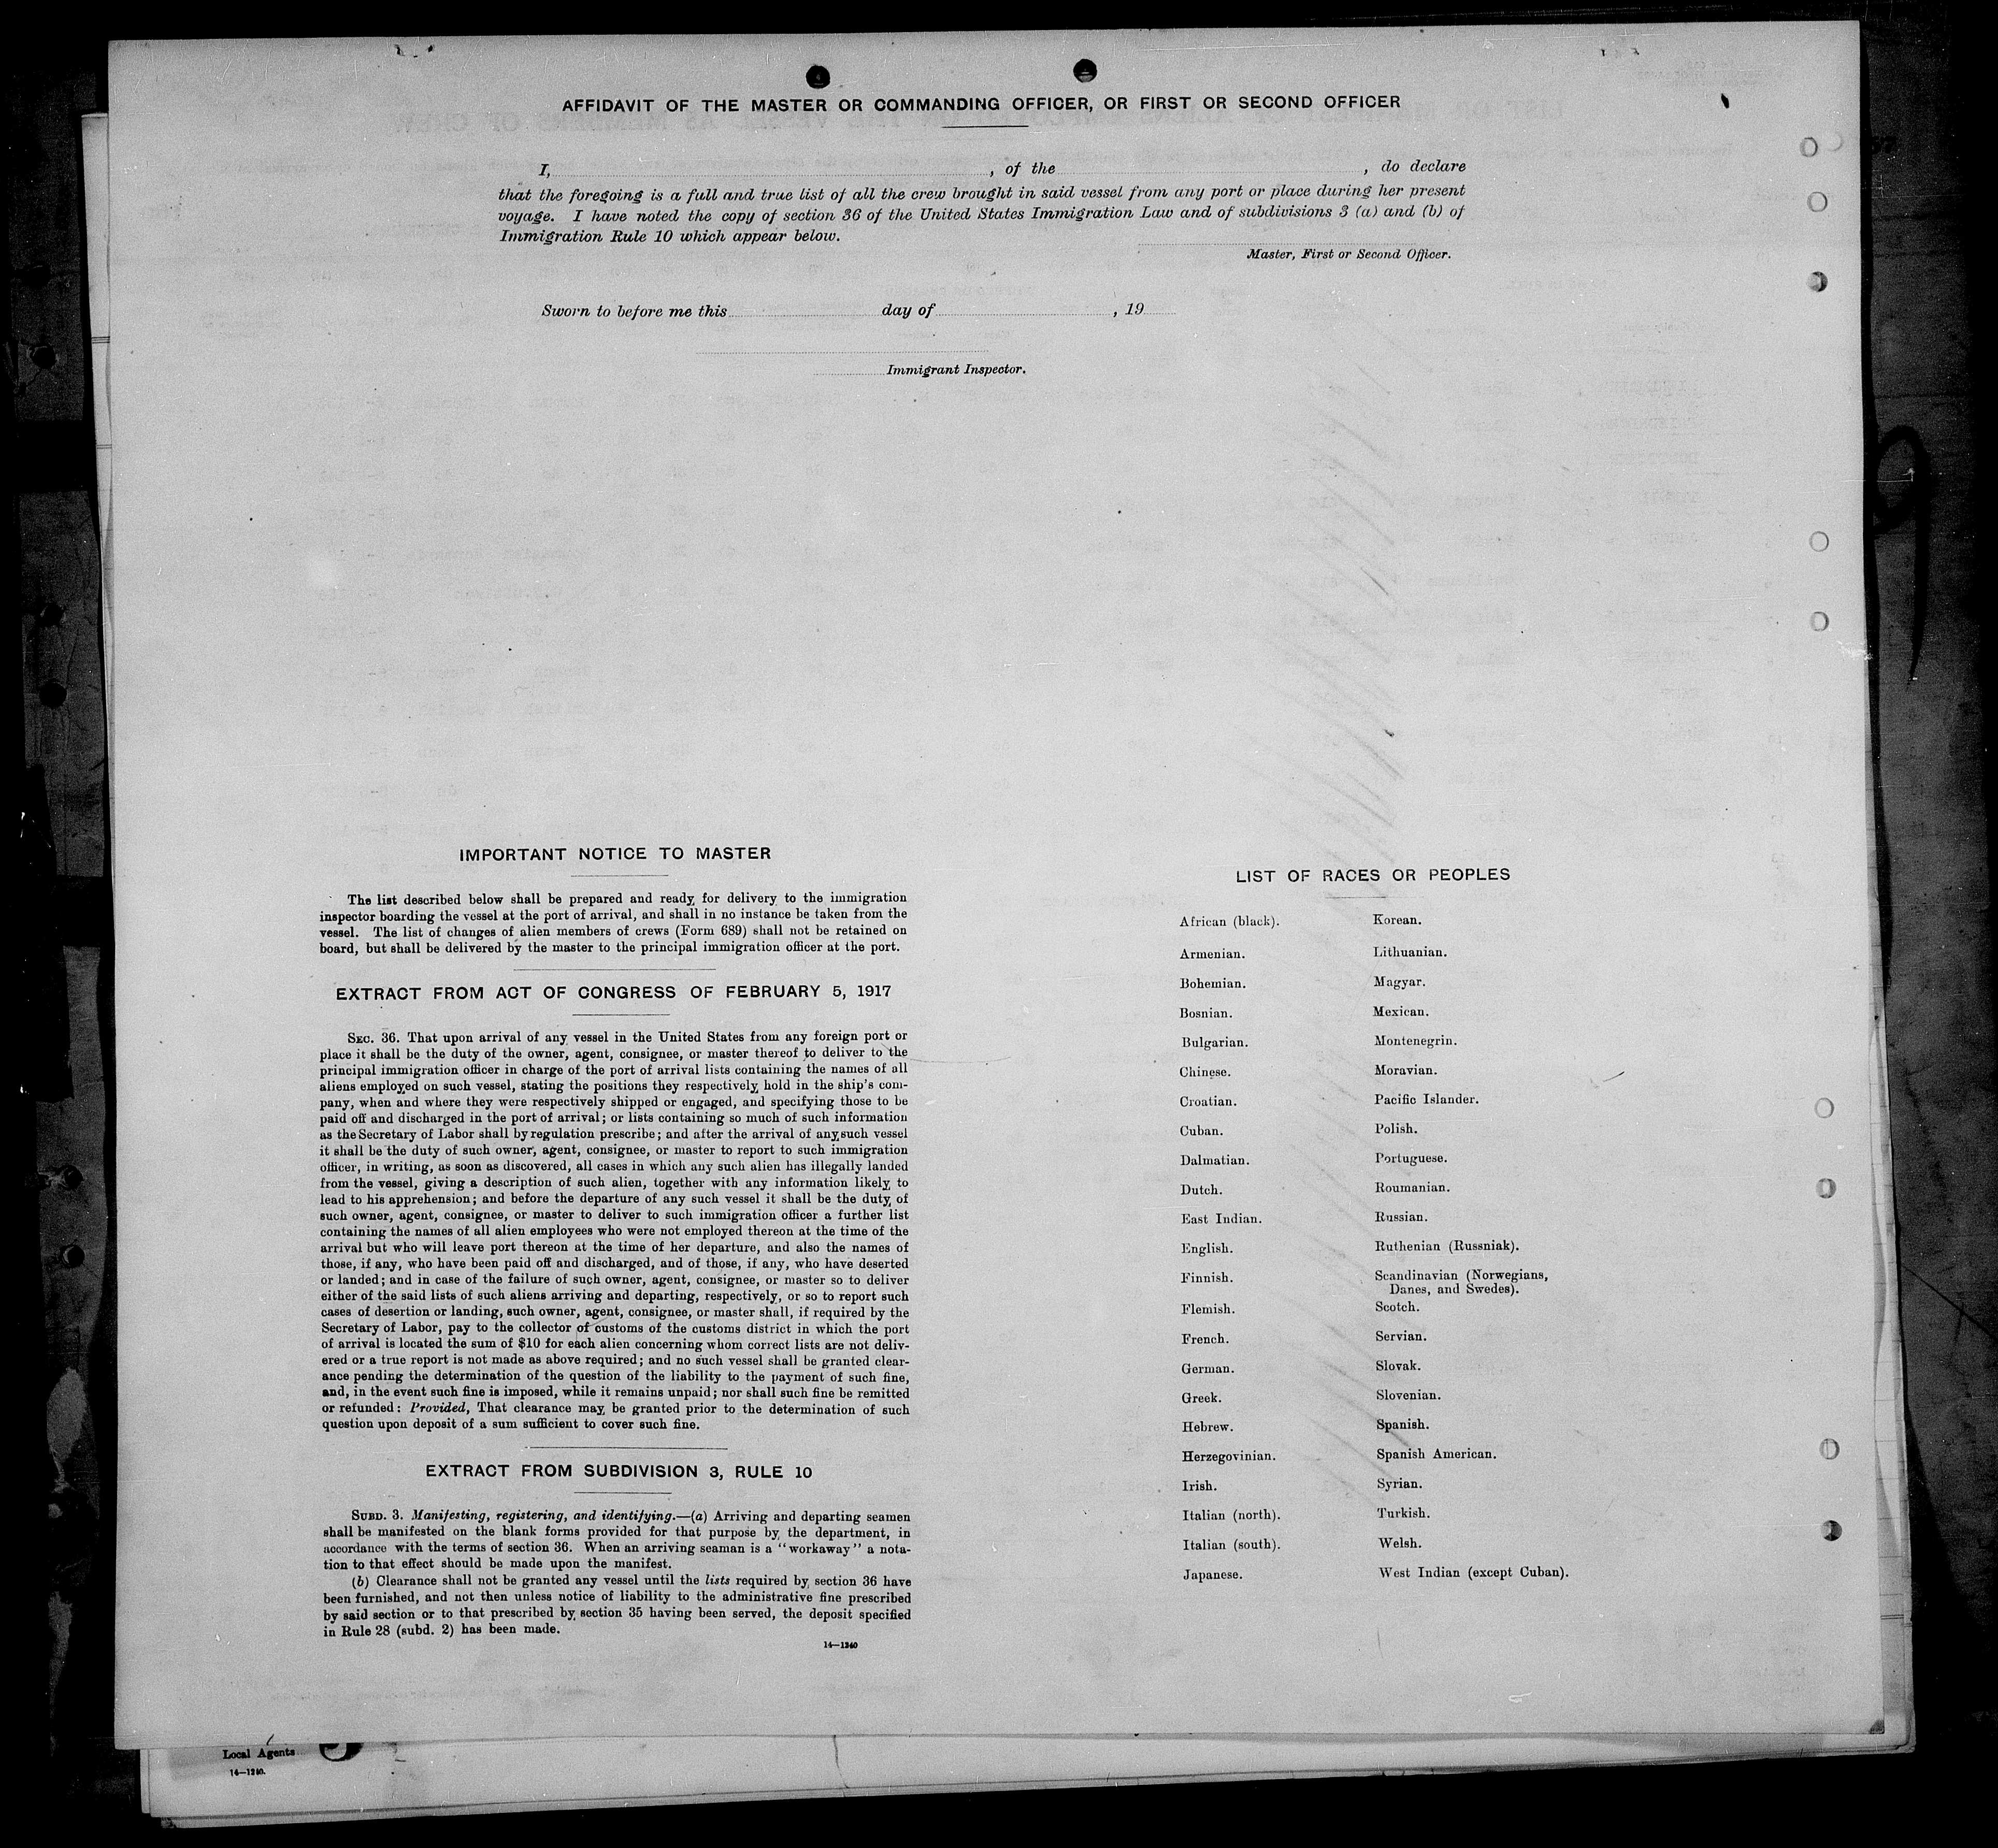 AFFIDAVIT OF THE MASTER OR COMMANDING OFFICER, OR FIRST OR SECOND OFFICER
I, , of the , do declare
that the foregoing is a full and true list of all the crew brought in said vessel from any port or place during her present
voyage. I have noted the copy of section 36 of the United States Immigration Law and of subdivisions 3 (a) and (b) of
Immigration Rule 10 which appear below.
Master, First or Second Officer.
Sworn to before me this day of , 19
Immigrant Inspector.
IMPORTANT NOTICE TO MASTER
The list described below shall be prepared and ready for delivery to the immigration
inspector boarding the vessel at the port of arrival, and shall in no instance be taken from the
vessel. The list of changes of alien members of crews (Form 689) shall not be retained on
board, but shall be delivered by the master to the principal immigration officer at the port.
EXTRACT FROM ACT OF CONGRESS OF FEBRUARY 5, 1917
SEC. 36. That upon arrival of any vessel in the United States from any foreign port or
place it shall be the duty of the owner, agent, consignee, or master thereof to deliver to the
principal immigration officer in charge of the port of arrival lists containing the names of all
aliens employed on such vessel, stating the positions they respectively hold in the ship's com-
pany, when and where they were respectively shipped or engaged, and specifying those to be
paid off and discharged in the port of arrival; or lists containing so much of such information
as the Secretary of Labor shall by regulation prescribe; and after the arrival of any such vessel
it shall be the duty of such owner, agent, consignee, or master to report to such immigration
officer, in writing, as soon as discovered, all cases in which any such alien has illegally landed
from the vessel, giving a description of such alien, together with any information likely to
lead to his apprehension; and before the departure of any such vessel it shall be the duty of
such owner, agent, consignee, or master to deliver to such immigration officer a further list
containing the names of all alien employees who were not employed thereon at the time of the
arrival but who will leave port thereon at the time of her departure, and also the names of
those, if any, who have been paid off and discharged, and of those, if any, who have deserted
or landed; and in case of the failure of such owner, agent, consignee, or master so to deliver
either of the said lists of such aliens arriving and departing, respectively, or so to report such
cases of desertion or landing, such owner, agent, consignee, or master shall, if required by the
Secretary of Labor, pay to the collector of customs of the customs district in which the port
of arrival is located the sum of $10 for each alien concerning whom correct lists are not deliv-
ered or a true report is not made as above required; and no such vessel shall be granted clear-
ance pending the determination of the question of the liability to the payment of such fine,
and, in the event such fine is imposed, while it remains unpaid; nor shall such fine be remitted
or refunded: Provided, That clearance may be granted prior to the determination of such
question upon deposit of a sum sufficient to cover such fine.
EXTRACT FROM SUBDIVISION 3, RULE 10
SUBD. 3. Manifesting, registering, and identifying.—(a) Arriving and departing seamen
shall be manifested on the blank forms provided for that purpose by the department, in
accordance with the terms of section 36. When an arriving seaman is a "workaway" a nota-
tion to that effect should be made upon the manifest.
(b) Clearance shall not be granted any vessel until the lists required by section 36 have
been furnished, and not then unless notice of liability to the administrative fine prescribed
by said section or to that prescribed by section 35 having been served, the deposit specified
in Rule 28 (subd. 2) has been made.
14—1240
LIST OF RACES OR PEOPLES
African (black).
Armenian.
Bohemian.
Bosnian.
Bulgarian.
Chinese.
Croatian.
Cuban.
Dalmatian.
Dutch.
East Indian.
English.
Finnish.
Flemish.
French.
German.
Greek.
Hebrew.
Herzegovinian.
Irish.
Italian (north).
Italian (south).
Japanese.
Korean.
Lithuanian.
Magyar.
Mexican.
Montenegrin.
Moravian.
Pacific Islander.
Polish.
Portuguese.
Roumanian.
Russian.
Ruthenian (Russniak).
Scandinavian (Norwegians,
Danes, and Swedes).
Scotch.
Servian.
Slovak.
Slovenian.
Spanish.
Spanish American.
Syrian.
Turkish.
Welsh.
West Indian (except Cuban).
Local Agents
14—1240.